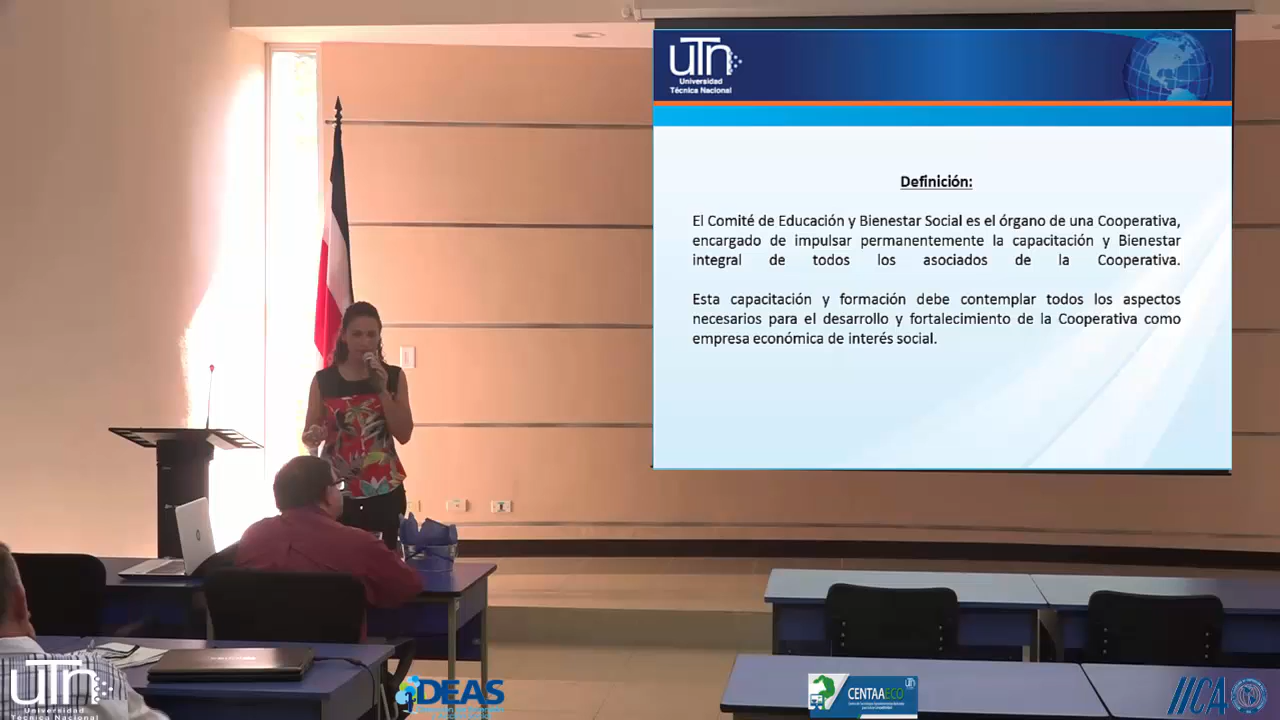 UTn
Universidad
Técnica Nacional
Definición:
El Comité de Educación y Bienestar Social es el órgano de una Cooperativa,
encargado de impulsar permanentemente la capacitación y Bienestar
integral de todos los asociados de la Cooperativa.
Esta capacitación y formación debe contemplar todos los aspectos
necesarios para el desarrollo y fortalecimiento de la Cooperativa como
empresa económica de interés social.
UTn
Universidad
Técnica Nacional
DEAS
CENTAAECO
IICA